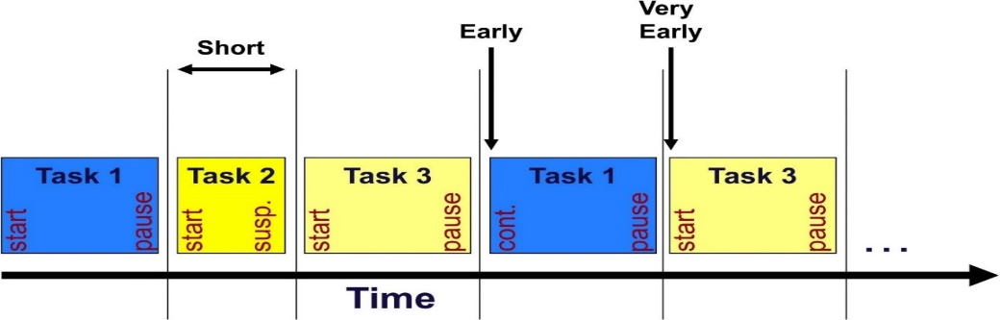 Very
Early
Early
Short
Task 1
start
pause
Task 2
start
susp.
Task 3
start
pause
Task 1
cont.
pause
Task 3
start
pause
...
Time